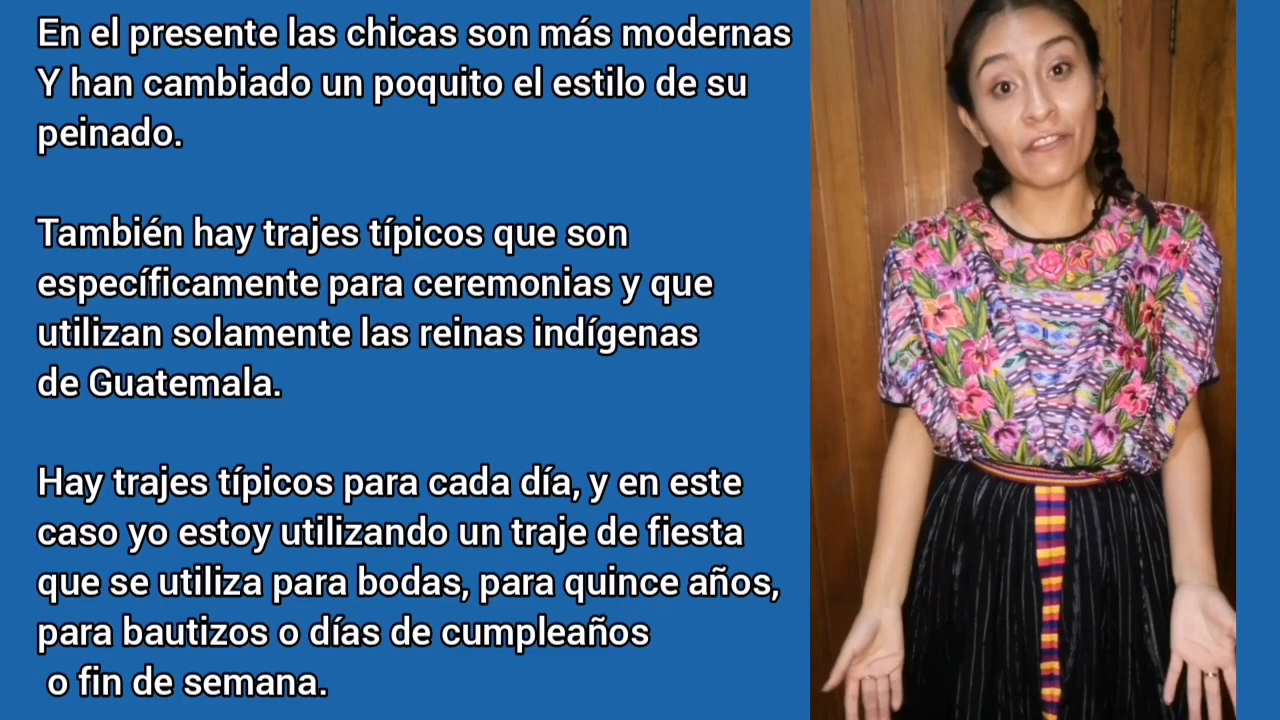 En el presente las chicas son más modernas
Y han cambiado un poquito el estilo de su
peinado.
También hay trajes típicos que son
específicamente para ceremonias y que
utilizan solamente las reinas indígenas
de Guatemala.
Hay trajes típicos para cada día, y en este
caso yo estoy utilizando un traje de fiesta
que se utiliza para bodas, para quince años,
para bautizos o días de cumpleaños
o fin de semana.